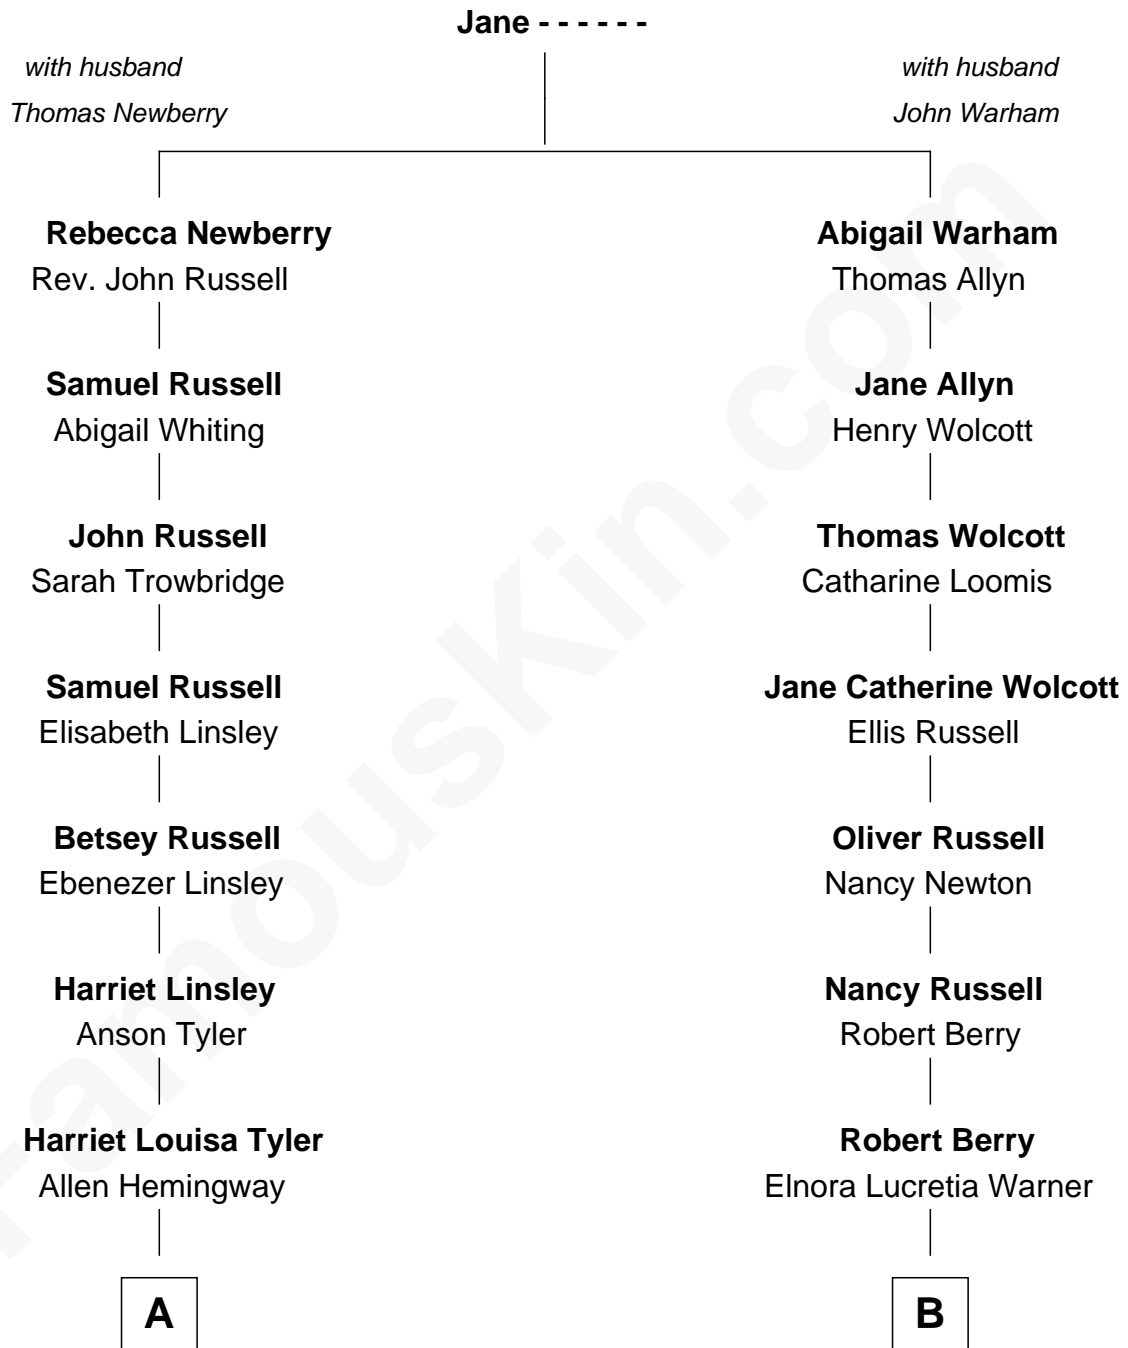 Jane - - - - - -
with husband
Thomas Newberry
with husband
John Warham
Rebecca Newberry
Rev. John Russell
Abigail Warham
Thomas Allyn
Samuel Russell
Abigail Whiting
Jane Allyn
Henry Wolcott
John Russell
Sarah Trowbridge
Thomas Wolcott
Catharine Loomis
Samuel Russell
Elisabeth Linsley
Jane Catherine Wolcott
Ellis Russell
Betsey Russell
Ebenezer Linsley
Oliver Russell
Nancy Newton
Harriet Linsley
Anson Tyler
Nancy Russell
Robert Berry
Harriet Louisa Tyler
Allen Hemingway
Robert Berry
Elnora Lucretia Warner
A
B
FamousKin.com